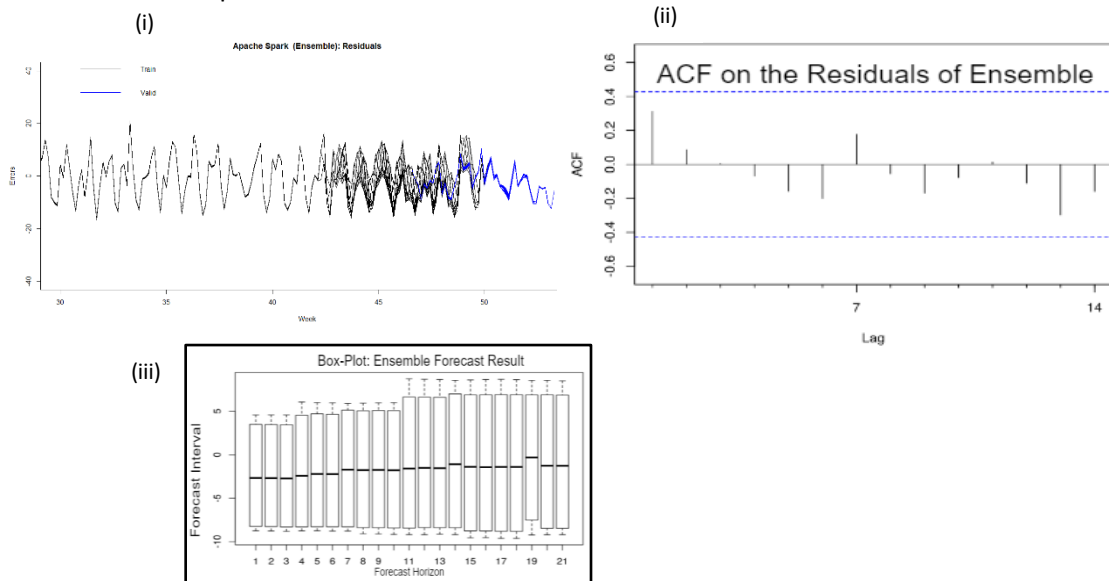 (i)
Apache Spark (Ensemble): Residuals
Train
Valid
Errors
40
20
0
-20
-40
30 35 40 45 50
Week
(ii)
ACF on the Residuals of Ensemble
ACF
0.6
0.4
0.2
0.0
-0.2
-0.4
-0.6
7 14
Lag
(iii)
Box-Plot: Ensemble Forecast Result
Forecast Interval
5
0
-5
-10
1 2 3 4 5 6 7 8 9 11 13 15 17 19 21
Forecast Horizon